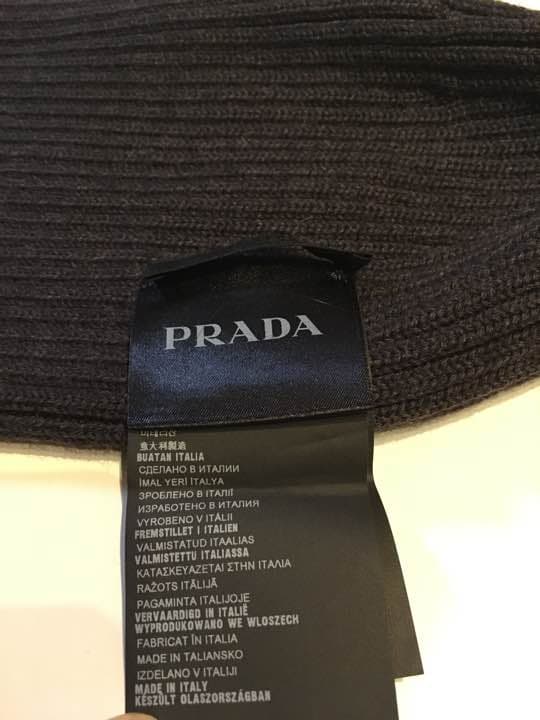 PRADA
意大利製造
BUATAN ITALIA
СДЕЛАНО В ИТАЛИИ
İMAL YERİ İTALYA
ЗРОБЛЕНО В ІТАЛІЇ
ИЗРАБОТЕНО В ИТАЛИЯ
VYROBENO V ITÁLII
FREMSTILLET I ITALIEN
VALMISTATUD ITAALIAS
VALMISTETTU ITALIASSA
ΚΑΤΑΣΚΕΥΑΖΕΤΑΙ ΣΤΗΝ ΙΤΑΛΙΑ
RAŽOTS ITĀLIJĀ
PAGAMINTA ITALIJOJE
VERVAARDIGD IN ITALIË
WYPRODUKOWANO WE WLOSZECH
FABRICAT ÎN ITALIA
MADE IN TALIANSKO
IZDELANO V ITALIJI
MADE IN ITALY
KÉSZÜLT OLASZORSZÁGBAN